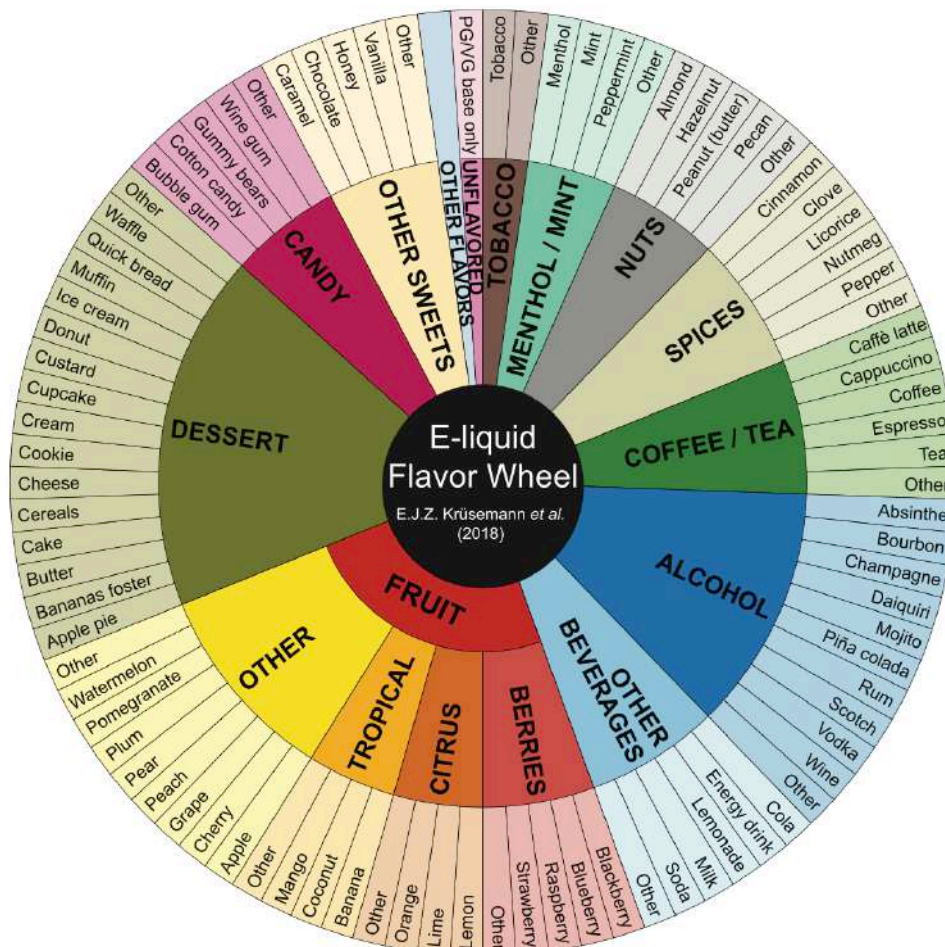 E-liquid
Flavor Wheel
E.J.Z. Krüsemann et al.
(2018)
TOBACCO
Tobacco
Other
MENTHOL / MINT
Menthol
Mint
Peppermint
Other
NUTS
Almond
Hazelnut
Peanut (butter)
Pecan
Other
SPICES
Cinnamon
Clove
Licorice
Nutmeg
Pepper
Other
COFFEE / TEA
Caffè latte
Cappuccino
Coffee
Espresso
Tea
Other
ALCOHOL
Absinthe
Bourbon
Champagne
Daiquiri
Mojito
Piña colada
Rum
Scotch
Vodka
Wine
Other
OTHER
BEVERAGES
Cola
Energy drink
Lemonade
Milk
Soda
Other
FRUIT
BERRIES
Blackberry
Blueberry
Raspberry
Strawberry
Other
CITRUS
Lemon
Lime
Orange
Other
TROPICAL
Banana
Coconut
Mango
Other
OTHER
Apple
Cherry
Grape
Peach
Pear
Plum
Pomegranate
Watermelon
Other
DESSERT
Apple pie
Bananas foster
Butter
Cake
Cereals
Cheese
Cookie
Cream
Cupcake
Custard
Donut
Ice cream
Muffin
Quick bread
Waffle
Other
CANDY
Bubble gum
Cotton candy
Gummy bears
Wine gum
Other
OTHER SWEETS
Caramel
Chocolate
Honey
Vanilla
Other
OTHER FLAVORS
UNFLAVORED
PG/VG base only